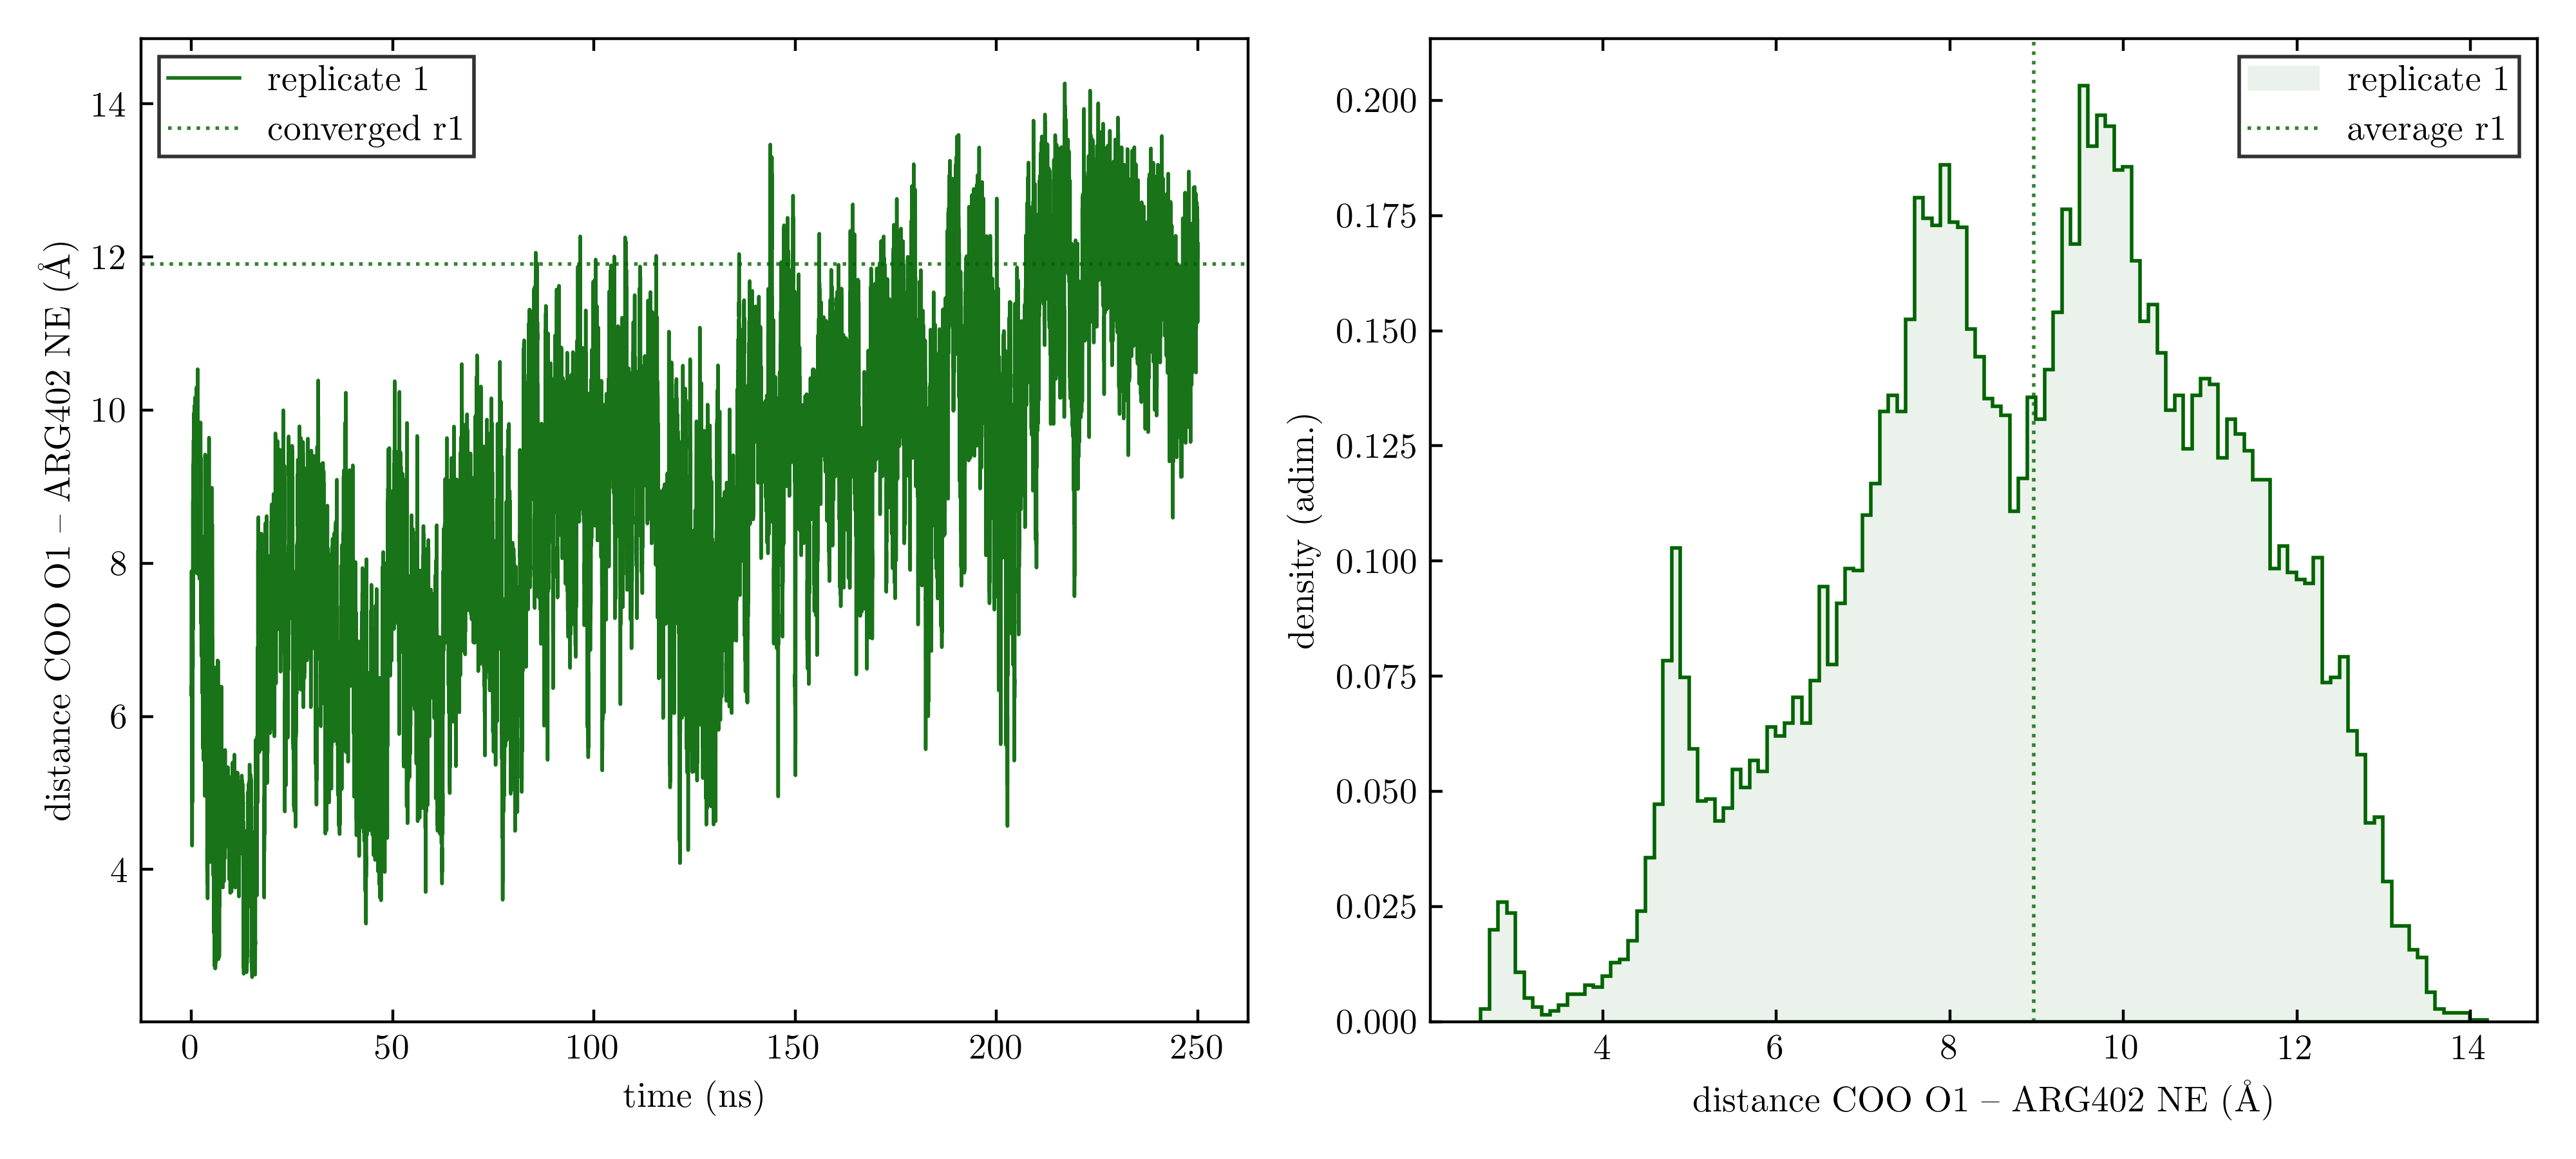 replicate 1
converged r1
14
12
10
8
6
4
distance COO O1 – ARG402 NE (Å)
0 50 100 150 200 250
time (ns)
replicate 1
average r1
0.200
0.175
0.150
0.125
0.100
0.075
0.050
0.025
0.000
density (adim.)
4 6 8 10 12 14
distance COO O1 – ARG402 NE (Å)